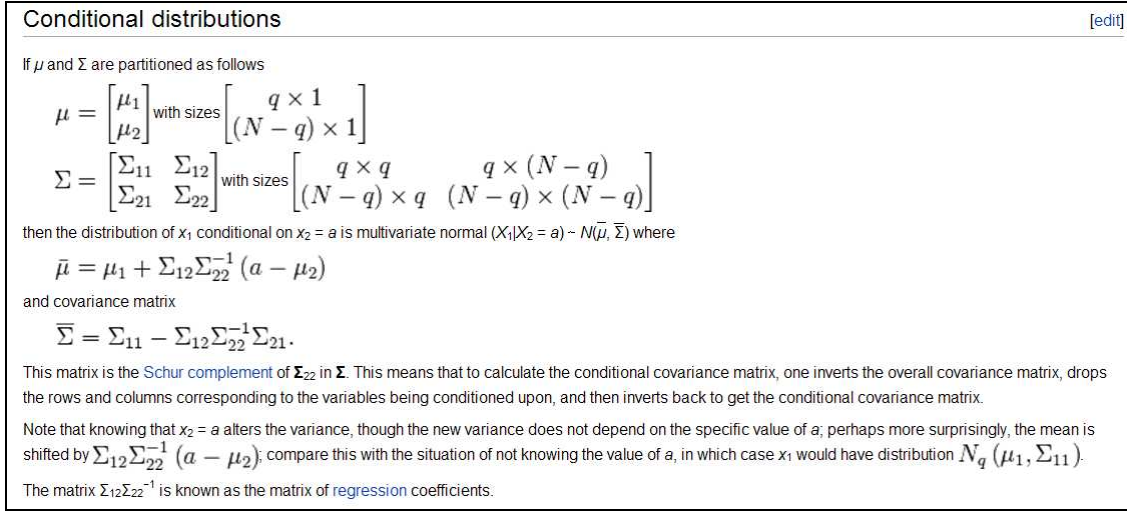 Conditional distributions [edit]
If μ and Σ are partitioned as follows
μ = [μ1 μ2] with sizes [q × 1 (N − q) × 1]
Σ = [Σ11 Σ12 Σ21 Σ22] with sizes [q × q q × (N − q) (N − q) × q (N − q) × (N − q)]
then the distribution of x1 conditional on x2 = a is multivariate normal (X1|X2 = a) ~ N(μ̅, Σ̅) where
μ̄ = μ1 + Σ12Σ22^−1 (a − μ2)
and covariance matrix
Σ̅ = Σ11 − Σ12Σ22^−1Σ21.
This matrix is the Schur complement of Σ22 in Σ. This means that to calculate the conditional covariance matrix, one inverts the overall covariance matrix, drops
the rows and columns corresponding to the variables being conditioned upon, and then inverts back to get the conditional covariance matrix.
Note that knowing that x2 = a alters the variance, though the new variance does not depend on the specific value of a; perhaps more surprisingly, the mean is
shifted by Σ12Σ22^−1 (a − μ2); compare this with the situation of not knowing the value of a, in which case x1 would have distribution Nq (μ1, Σ11).
The matrix Σ12Σ22^−1 is known as the matrix of regression coefficients.